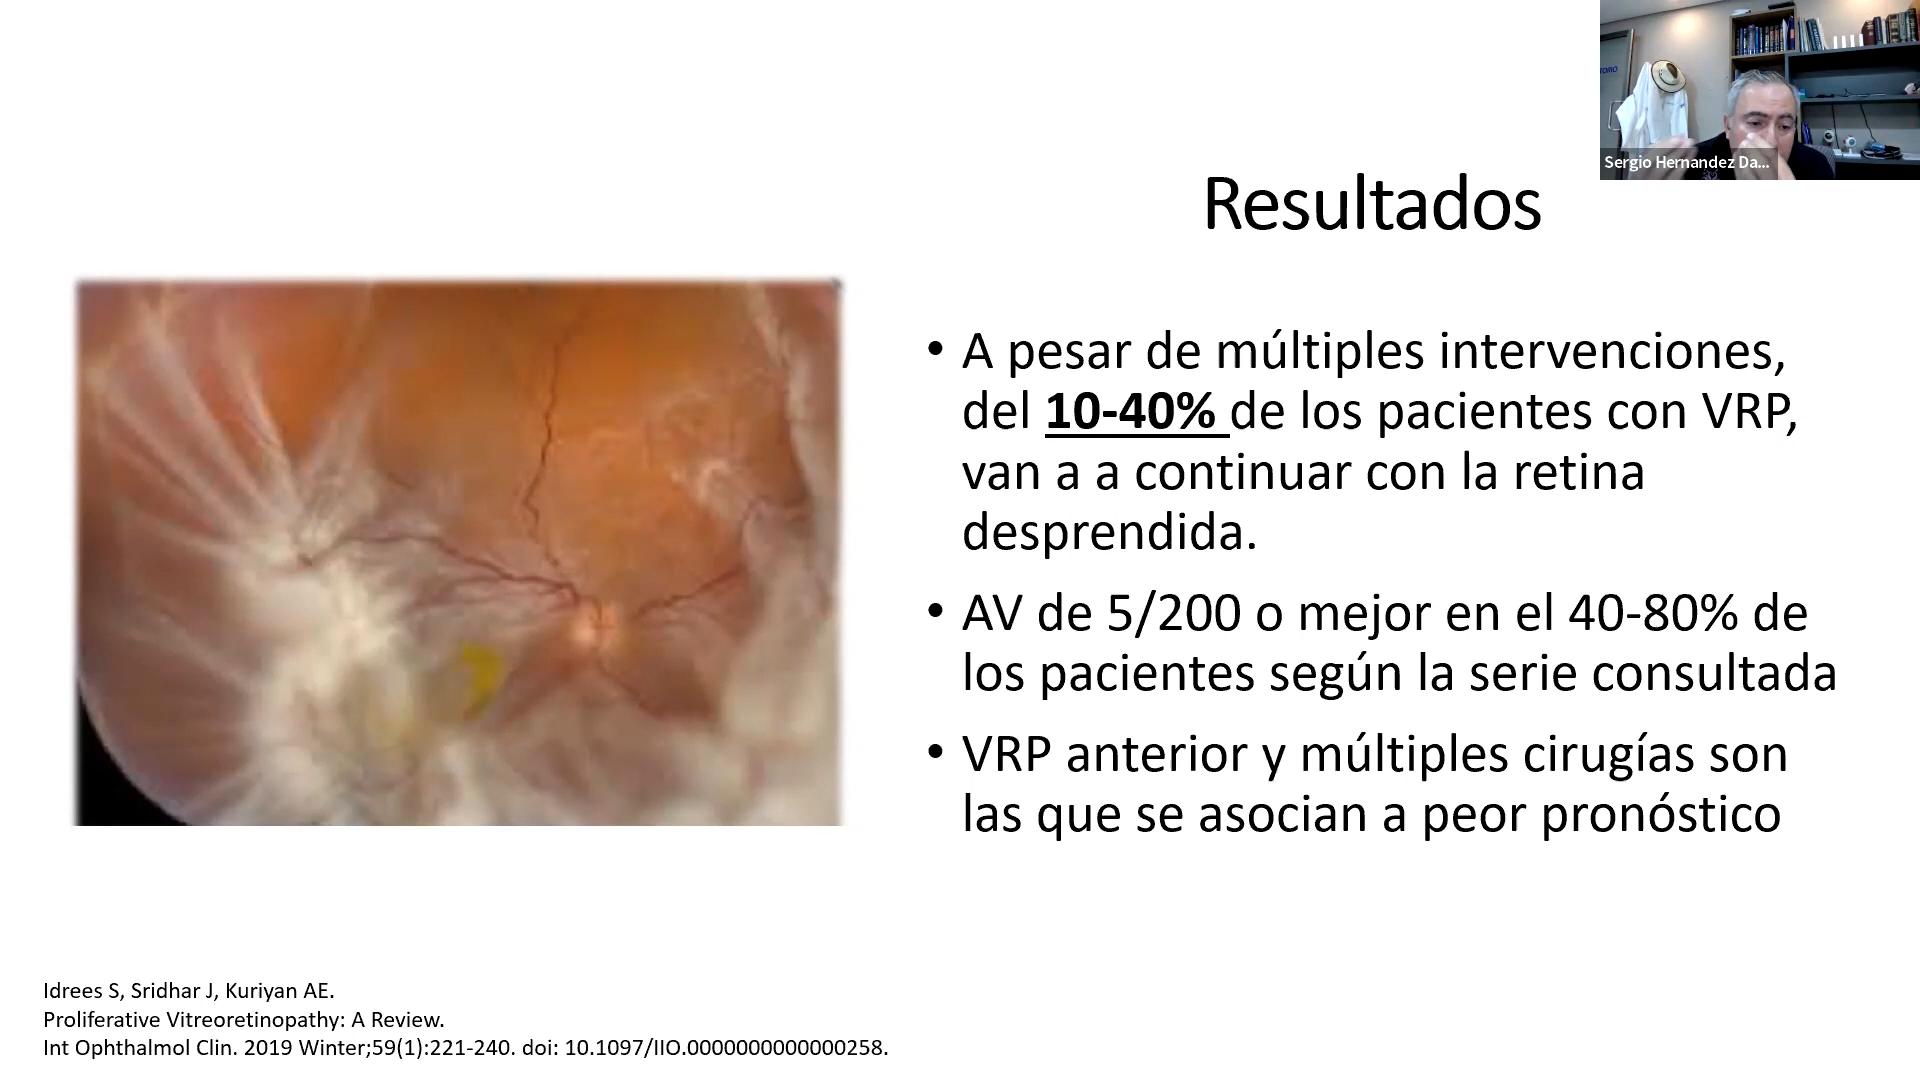 Sergio Hernandez Da...
Resultados
• A pesar de múltiples intervenciones,
del 10-40% de los pacientes con VRP,
van a a continuar con la retina
desprendida.
• AV de 5/200 o mejor en el 40-80% de
los pacientes según la serie consultada
• VRP anterior y múltiples cirugías son
las que se asocian a peor pronóstico
Idrees S, Sridhar J, Kuriyan AE.
Proliferative Vitreoretinopathy: A Review.
Int Ophthalmol Clin. 2019 Winter;59(1):221-240. doi: 10.1097/IIO.0000000000000258.